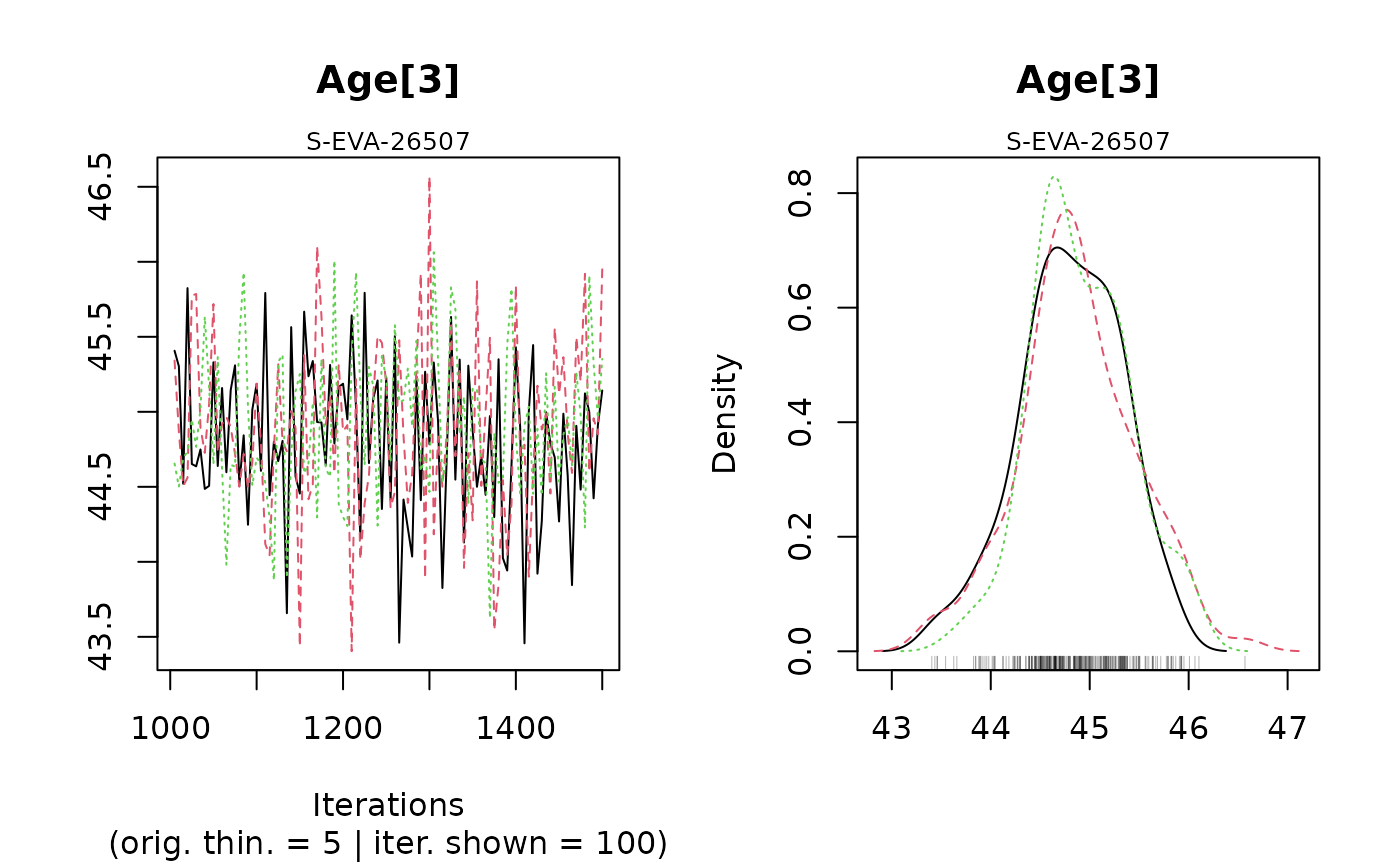 Age[3]
S-EVA-26507
46.5
45.5
44.5
43.5
1000 1200 1400
Iterations
(orig. thin. = 5 | iter. shown = 100)
Age[3]
S-EVA-26507
Density
0.8
0.6
0.4
0.2
0.0
43 44 45 46 47